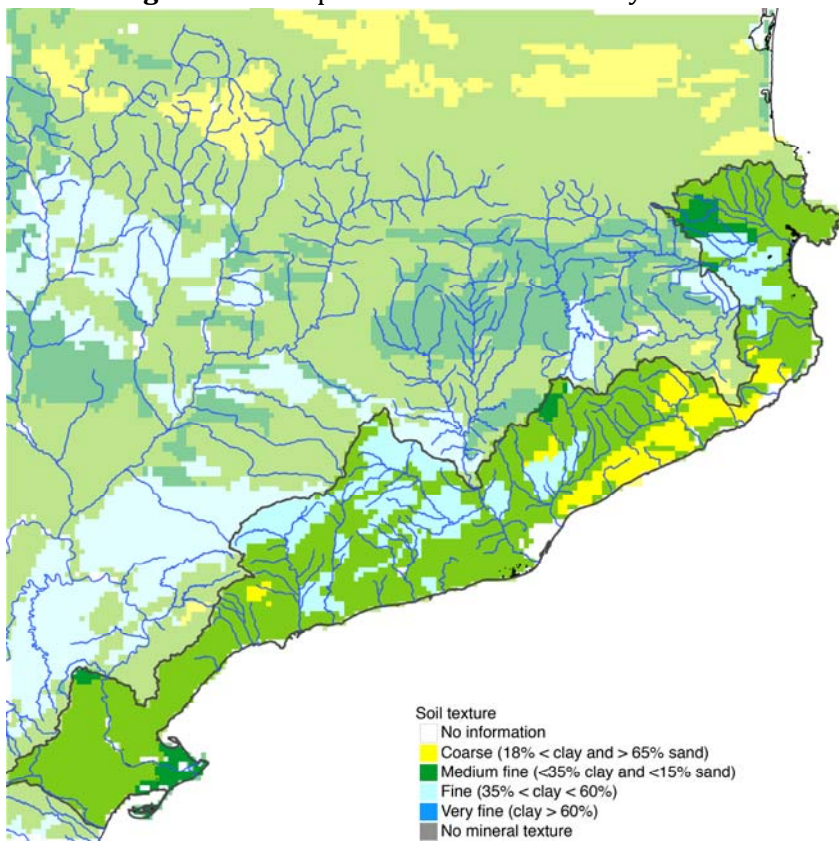 Soil texture
No information
Coarse (18% < clay and > 65% sand)
Medium fine (<35% clay and <15% sand)
Fine (35% < clay < 60%)
Very fine (clay > 60%)
No mineral texture